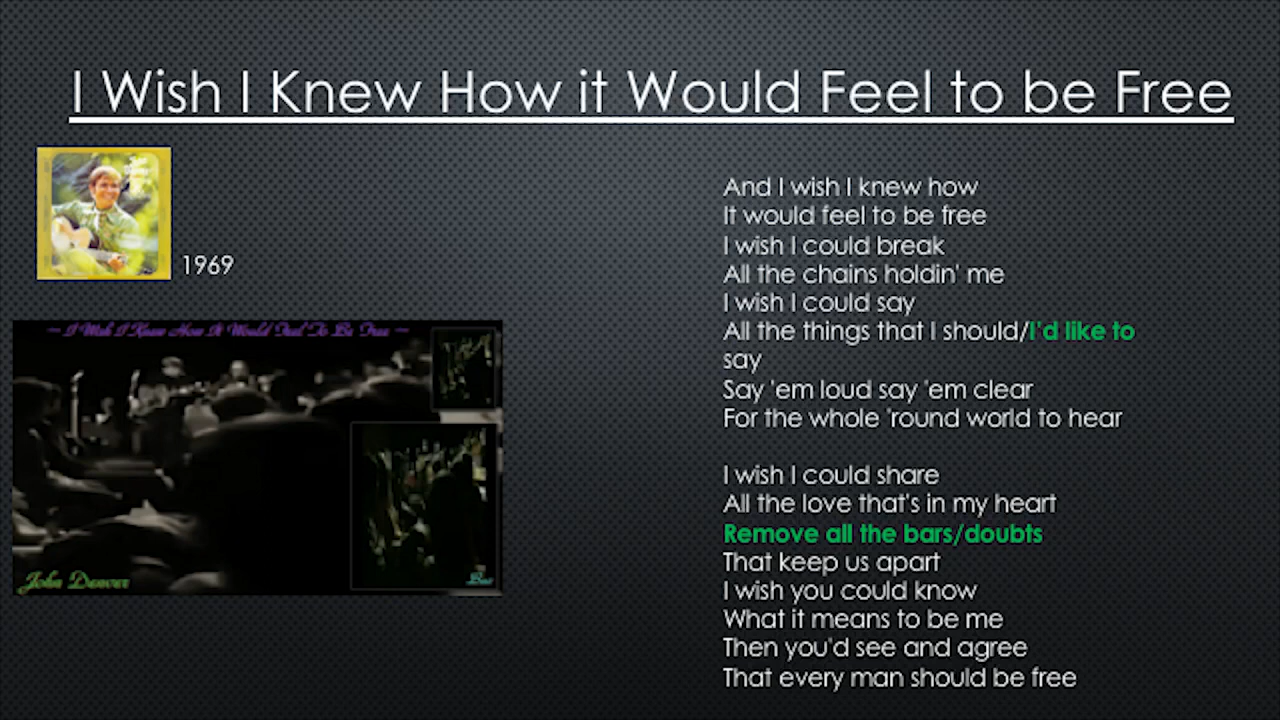 I Wish I Knew How it Would Feel to be Free
1969
~ I Wish I Knew How It Would Feel To Be Free ~
John Denver
And I wish I knew how
It would feel to be free
I wish I could break
All the chains holdin' me
I wish I could say
All the things that I should/I'd like to
say
Say 'em loud say 'em clear
For the whole 'round world to hear
I wish I could share
All the love that's in my heart
Remove all the bars/doubts
That keep us apart
I wish you could know
What it means to be me
Then you'd see and agree
That every man should be free